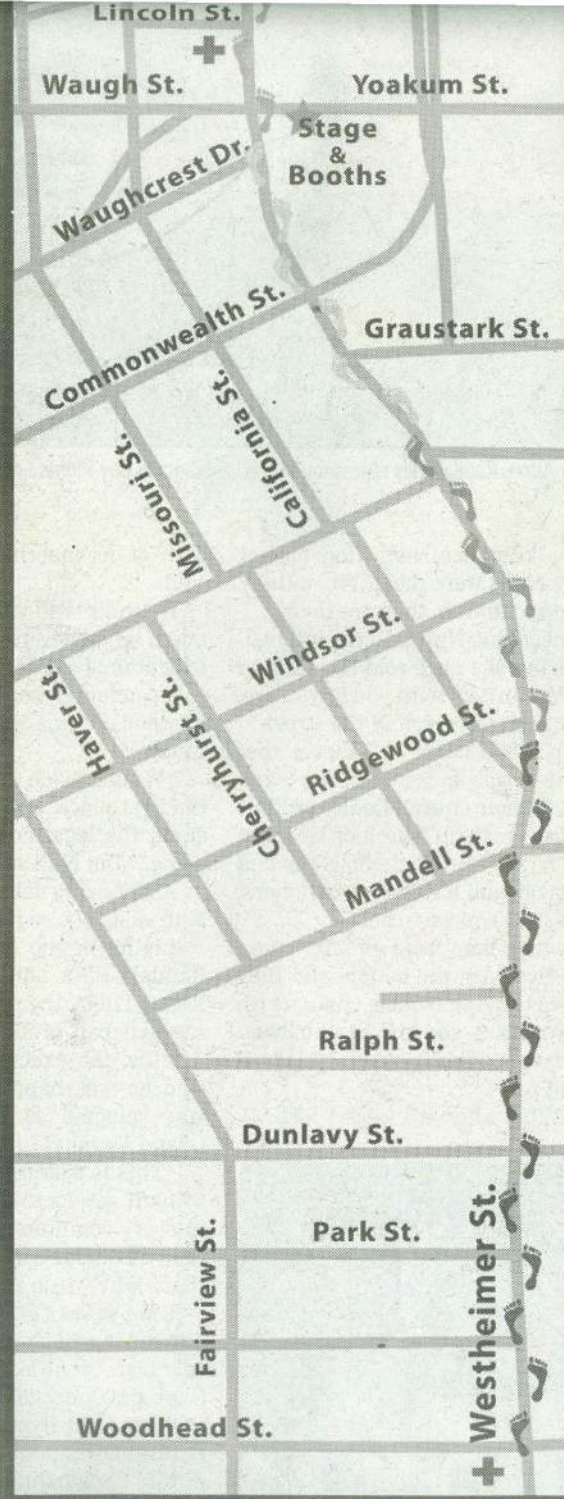 Lincoln St.
Waugh St.
Yoakum St.
Stage
&
Booths
Waughcrest Dr.
Commonwealth St.
Graustark St.
California St.
Missouri St.
Windsor St.
Haver St.
Cherryhurst St.
Ridgewood St.
Mandell St.
Ralph St.
Dunlavy St.
Park St.
Fairview St.
Westheimer St.
Woodhead St.